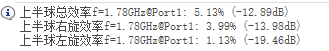 上半球总效率f=1.78GHz@Port1: 5.13% (-12.89dB)
上半球右旋效率f=1.78GHz@Port1: 3.99% (-13.98dB)
上半球左旋效率f=1.78GHz@Port1: 1.13% (-19.46dB)